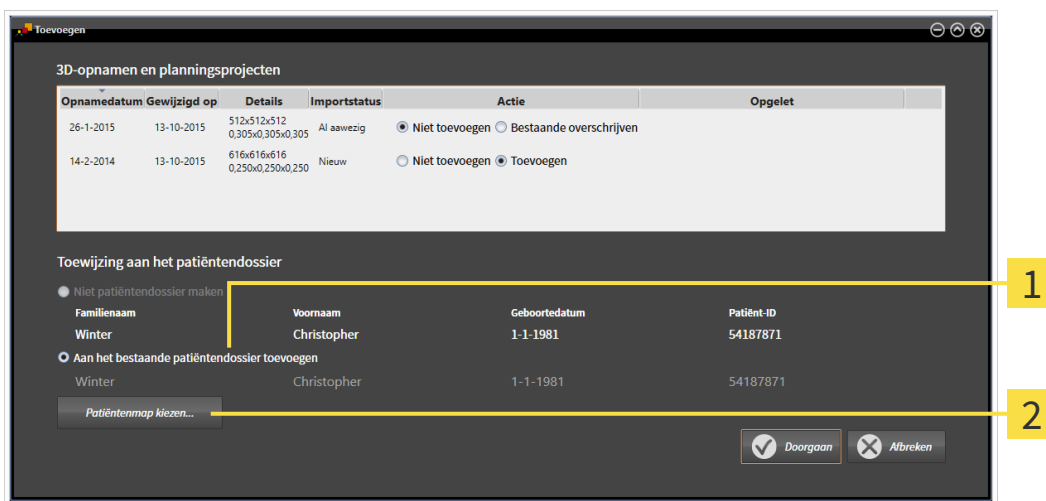 Toevoegen
3D-opnamen en planningsprojecten
Opnamedatum Gewijzigd op Details Importstatus Actie Opgelet
26-1-2015 13-10-2015 512x512x512 0,305x0,305x0,305 Al aawezig Niet toevoegen Bestaande overschrijven
14-2-2014 13-10-2015 616x616x616 0,250x0,250x0,250 Nieuw Niet toevoegen Toevoegen
Toewijzing aan het patiëntendossier
1
Niet patiëntendossier maken
Familienaam Voornaam Geboortedatum Patiënt-ID
Winter Christopher 1-1-1981 54187871
Aan het bestaande patiëntendossier toevoegen
Winter Christopher 1-1-1981 54187871
Patiëntenmap kiezen...
2
Doorgaan Afbreken